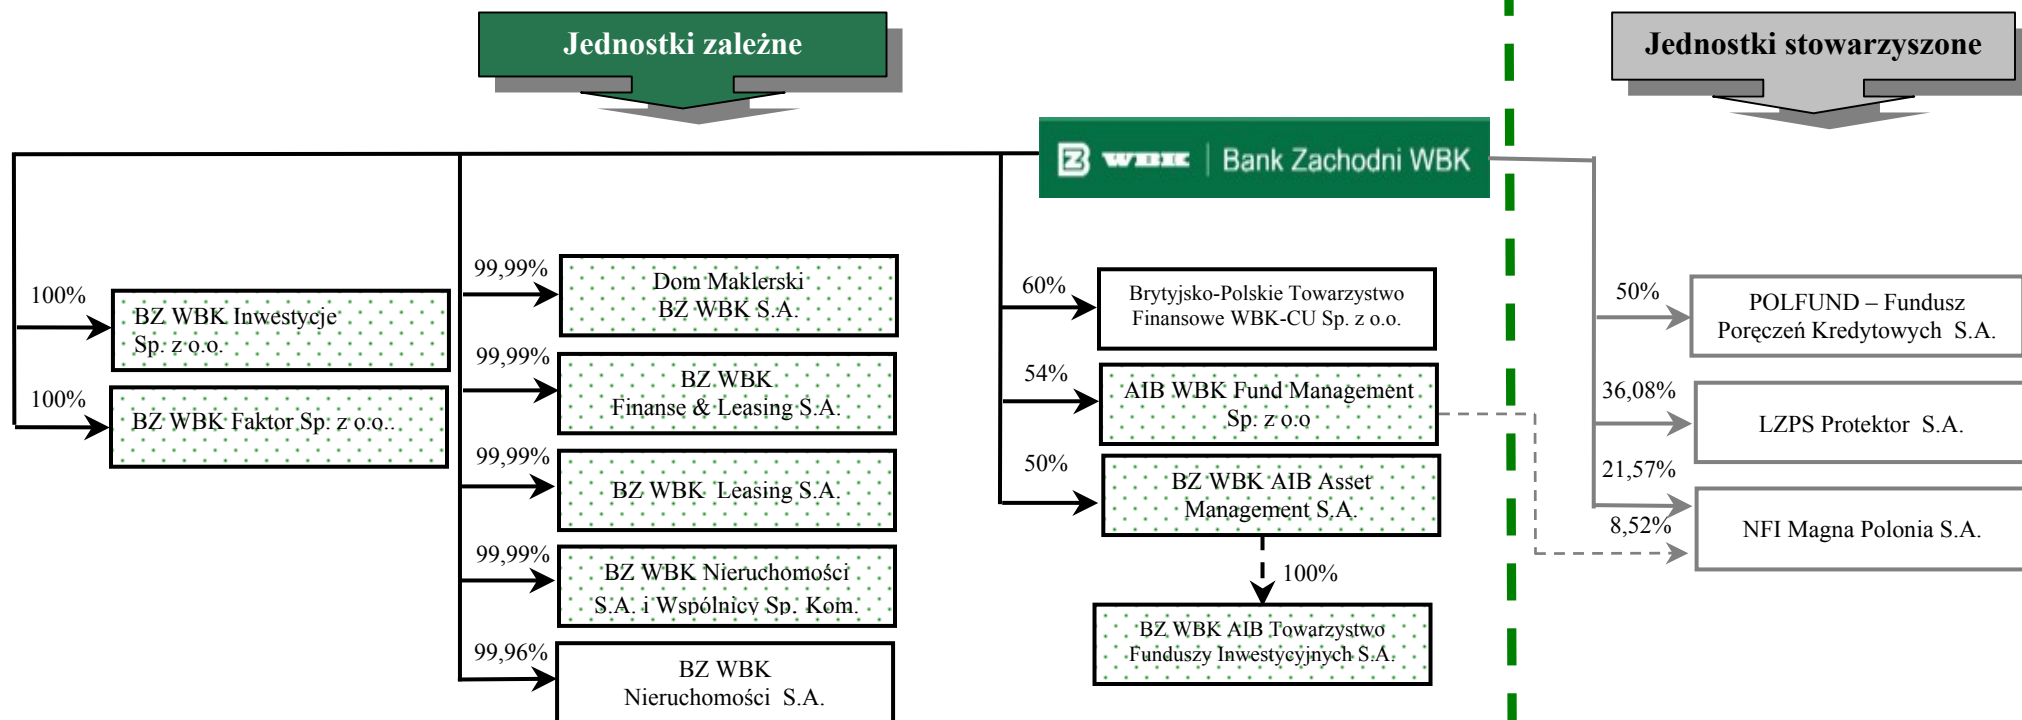 Jednostki zależne
Jednostki stowarzyszone
B Z WBK | Bank Zachodni WBK
100%
BZ WBK Inwestycje
Sp. z o.o.
100%
BZ WBK Faktor Sp. z o.o..
99,99%
Dom Maklerski
BZ WBK S.A.
99,99%
BZ WBK
Finanse & Leasing S.A.
99,99%
BZ WBK Leasing S.A.
99,99%
BZ WBK Nieruchomości
S.A. i Wspólnicy Sp. Kom.
99,96%
BZ WBK
Nieruchomości S.A.
60%
Brytyjsko-Polskie Towarzystwo
Finansowe WBK-CU Sp. z o.o.
54%
AIB WBK Fund Management
Sp. z o.o
50%
BZ WBK AIB Asset
Management S.A.
100%
BZ WBK AIB Towarzystwo
Funduszy Inwestycyjnych S.A.
50%
POLFUND – Fundusz
Poręczeń Kredytowych S.A.
36,08%
LZPS Protektor S.A.
21,57%
8,52%
NFI Magna Polonia S.A.